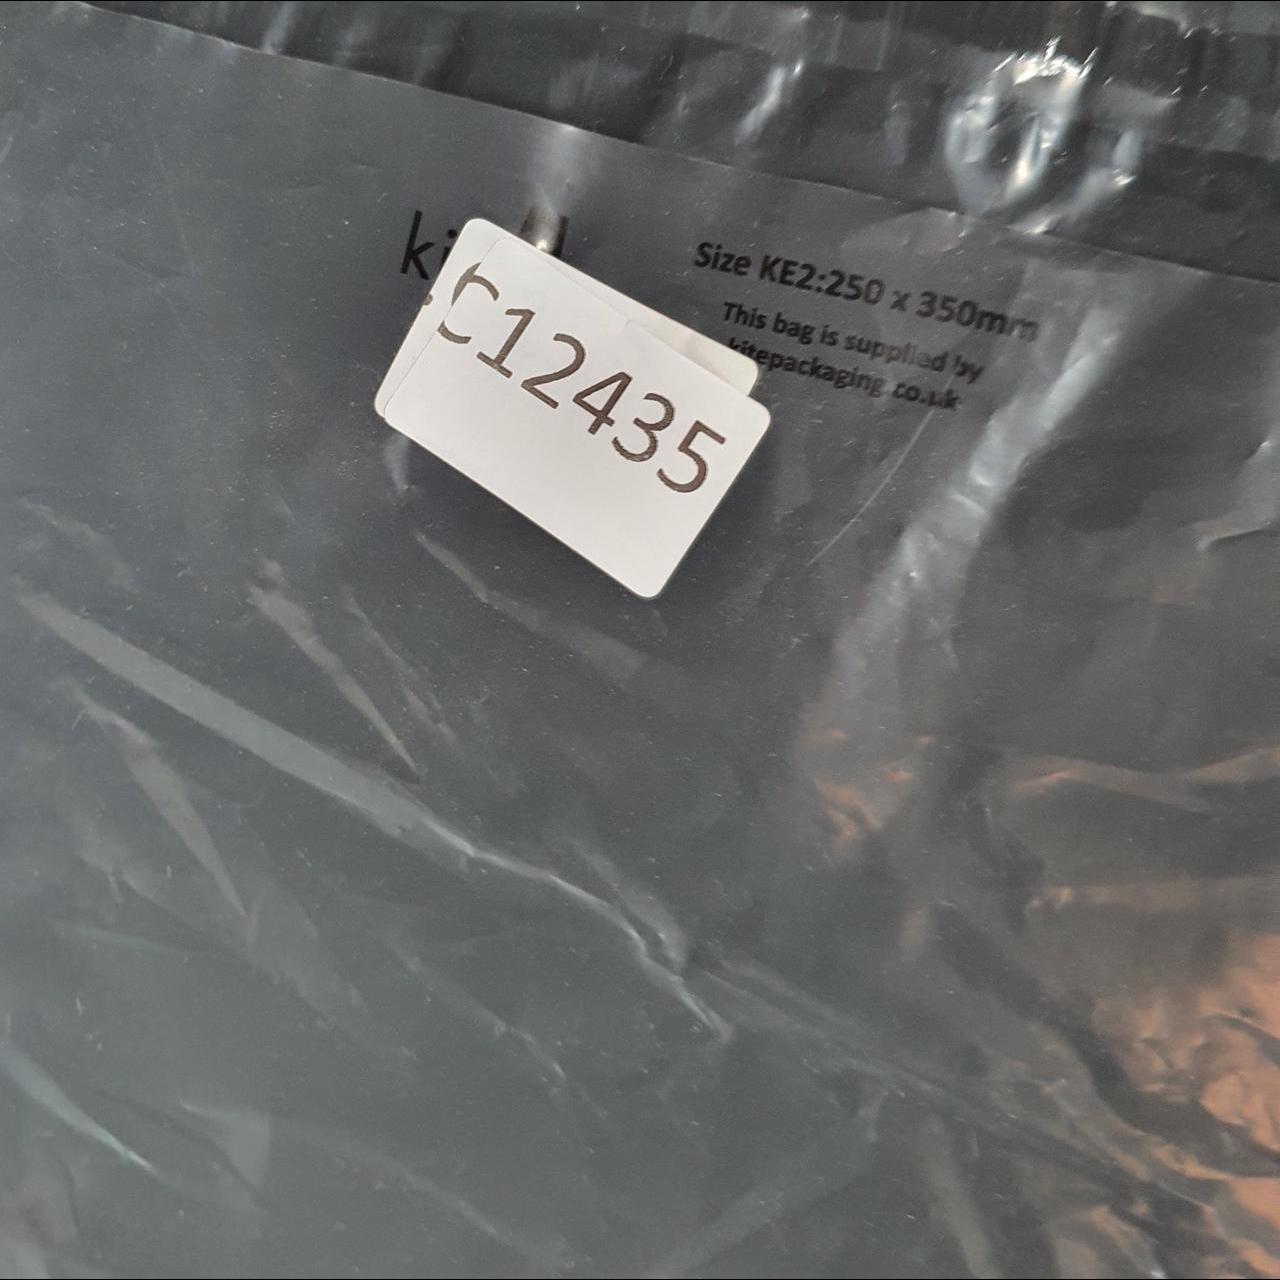 Size KE2:250 x 350mm
This bag is supplied by
kitepackaging.co.uk
C12435